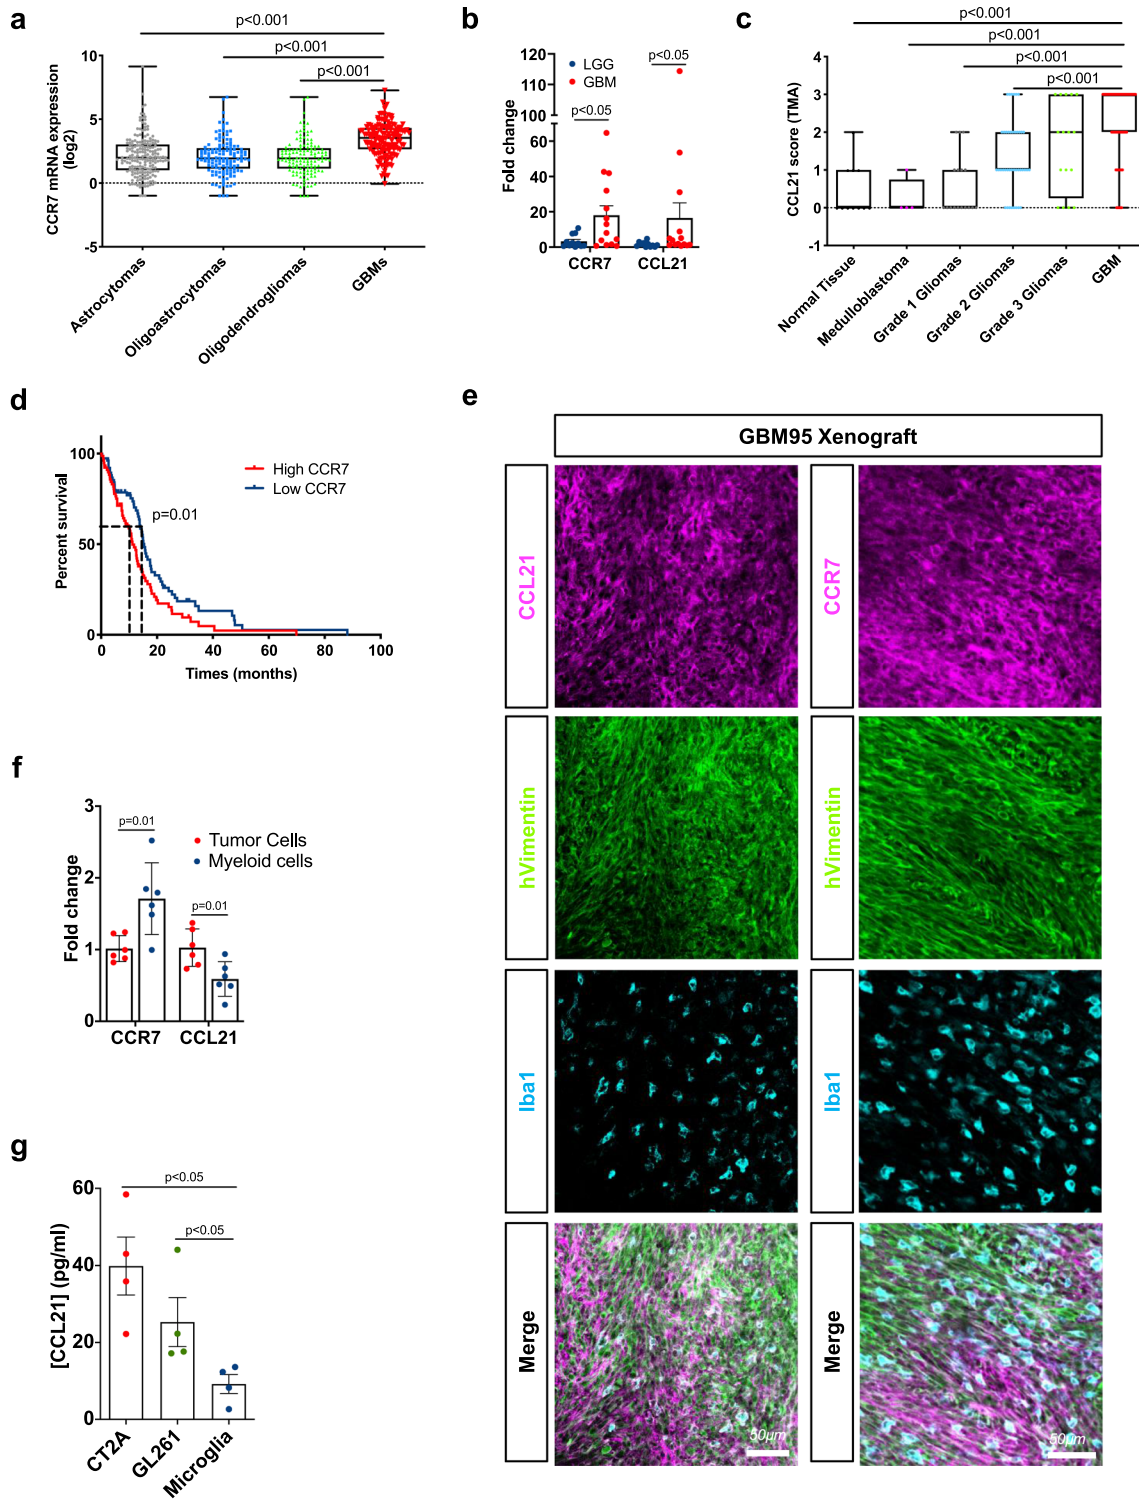 a
p<0.001
p<0.001
p<0.001
CCR7 mRNA expression
(log2)
10
5
0
-5
Astrocytomas
Oligoastrocytomas
Oligodendrogliomas
GBMs
b
Fold change
120
110
100
60
40
20
0
LGG
GBM
p<0.05
p<0.05
CCR7
CCL21
c
p<0.001
p<0.001
p<0.001
p<0.001
CCL21 score (TMA)
4
3
2
1
0
-1
Normal Tissue
Medulloblastoma
Grade 1 Gliomas
Grade 2 Gliomas
Grade 3 Gliomas
GBM
d
Percent survival
100
50
0
High CCR7
Low CCR7
p=0.01
0
20
40
60
80
100
Times (months)
e
GBM95 Xenograft
CCL21
CCR7
hVimentin
hVimentin
Iba1
Iba1
Merge
50µm
Merge
50µm
f
Fold change
3
2
1
0
p=0.01
Tumor Cells
Myeloid cells
p=0.01
CCR7
CCL21
g
[CCL21] (pg/ml)
60
40
20
0
p<0.05
p<0.05
CT2A
GL261
Microglia